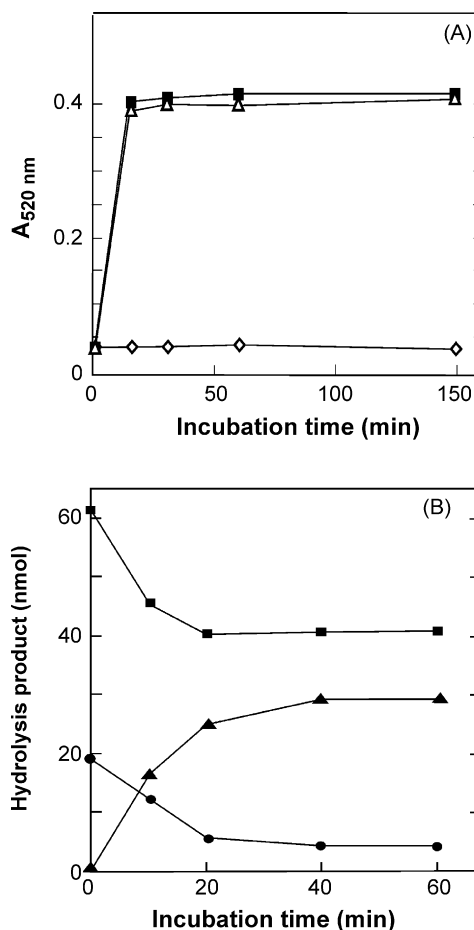 (A)
0.4
0.2
0
A520 nm
0 50 100 150
Incubation time (min)
(B)
60
40
20
0
Hydrolysis product (nmol)
0 20 40 60
Incubation time (min)